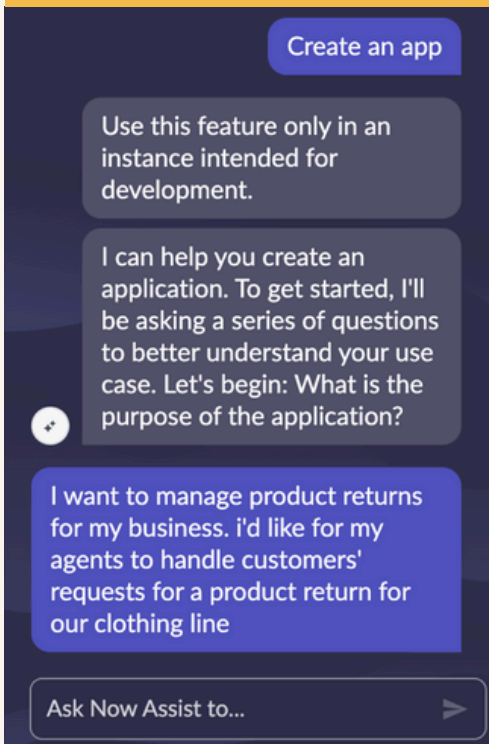 Create an app
Use this feature only in an
instance intended for
development.
I can help you create an
application. To get started, I'll
be asking a series of questions
to better understand your use
case. Let's begin: What is the
purpose of the application?
I want to manage product returns
for my business. i'd like for my
agents to handle customers'
requests for a product return for
our clothing line
Ask Now Assist to...